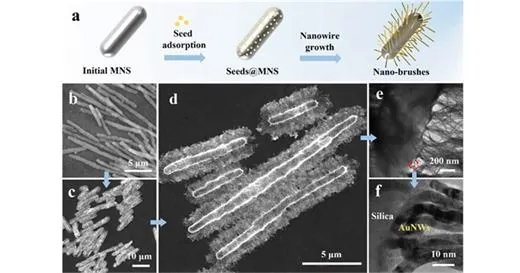 a
Seed
adsorption
Nanowire
growth
Initial MNS
Seeds@MNS
Nano-brushes
b
5 μm
c
10 μm
d
5 μm
e
200 nm
f
Silica
AuNWs
10 nm